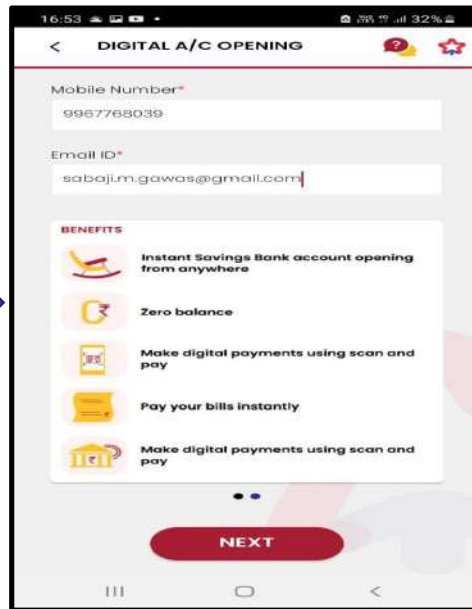 16:53
32%
DIGITAL A/C OPENING
Mobile Number*
9967768039
Email ID*
sabaji.m.gawas@gmail.com
BENEFITS
Instant Savings Bank account opening
from anywhere
Zero balance
Make digital payments using scan and
pay
Pay your bills instantly
Make digital payments using scan and
pay
NEXT